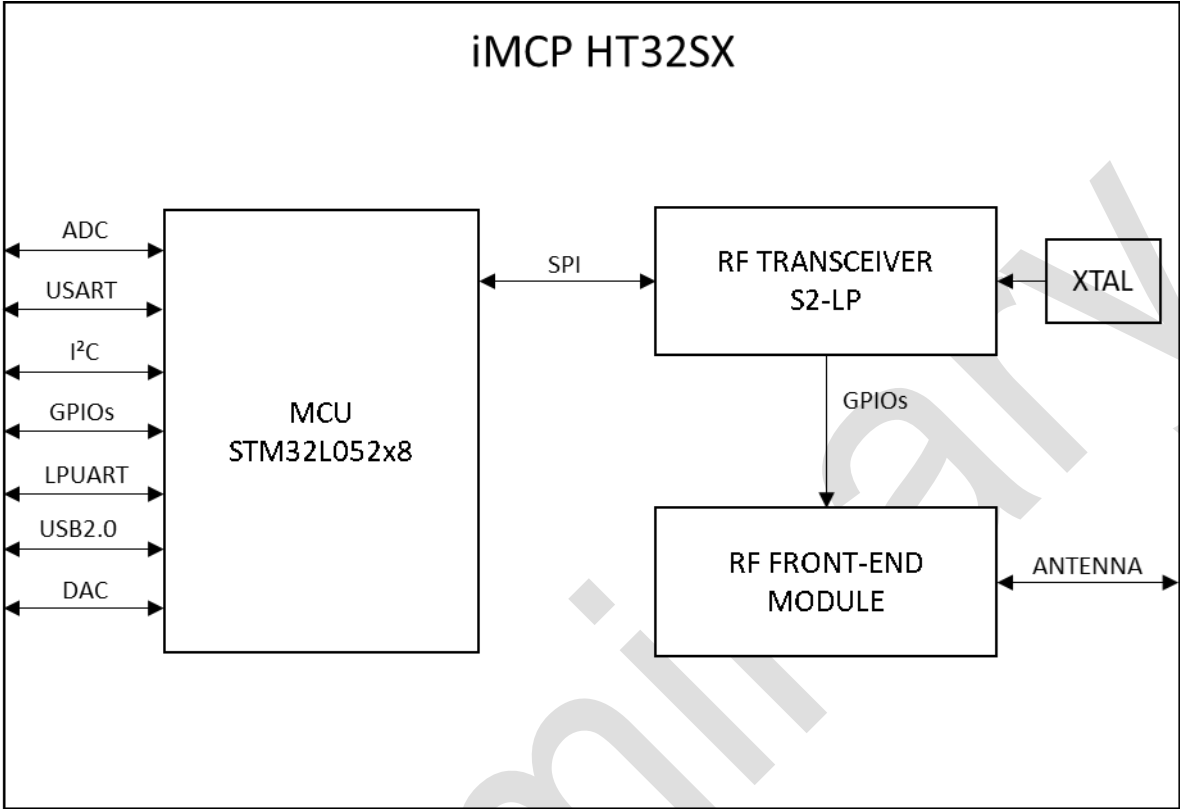 iMCP HT32SX
ADC
USART
I²C
GPIOs
LPUART
USB2.0
DAC
MCU
STM32L052x8
SPI
RF TRANSCEIVER
S2-LP
XTAL
GPIOs
RF FRONT-END
MODULE
ANTENNA